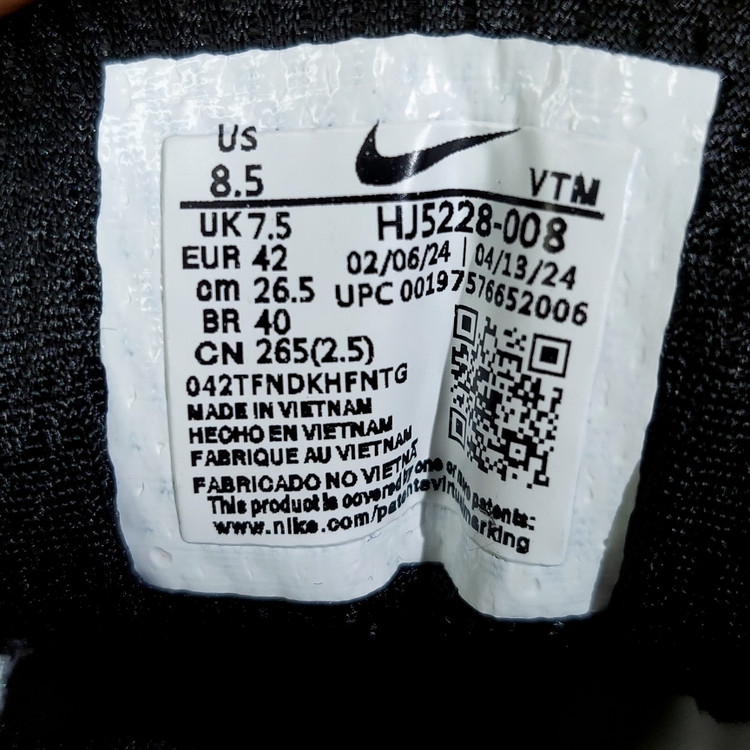 US
8.5
VTM
UK 7.5
HJ5228-008
EUR 42
02/06/24 | 04/13/24
cm 26.5
UPC 00197576652006
BR 40
CN 265(2.5)
042TFNDKHFNTG
MADE IN VIETNAM
HECHO EN VIETNAM
FABRIQUE AU VIETNAM
FABRICADO NO VIETNA
This product is covered by one or more patents:
www.nike.com/patentsvirtualmarking